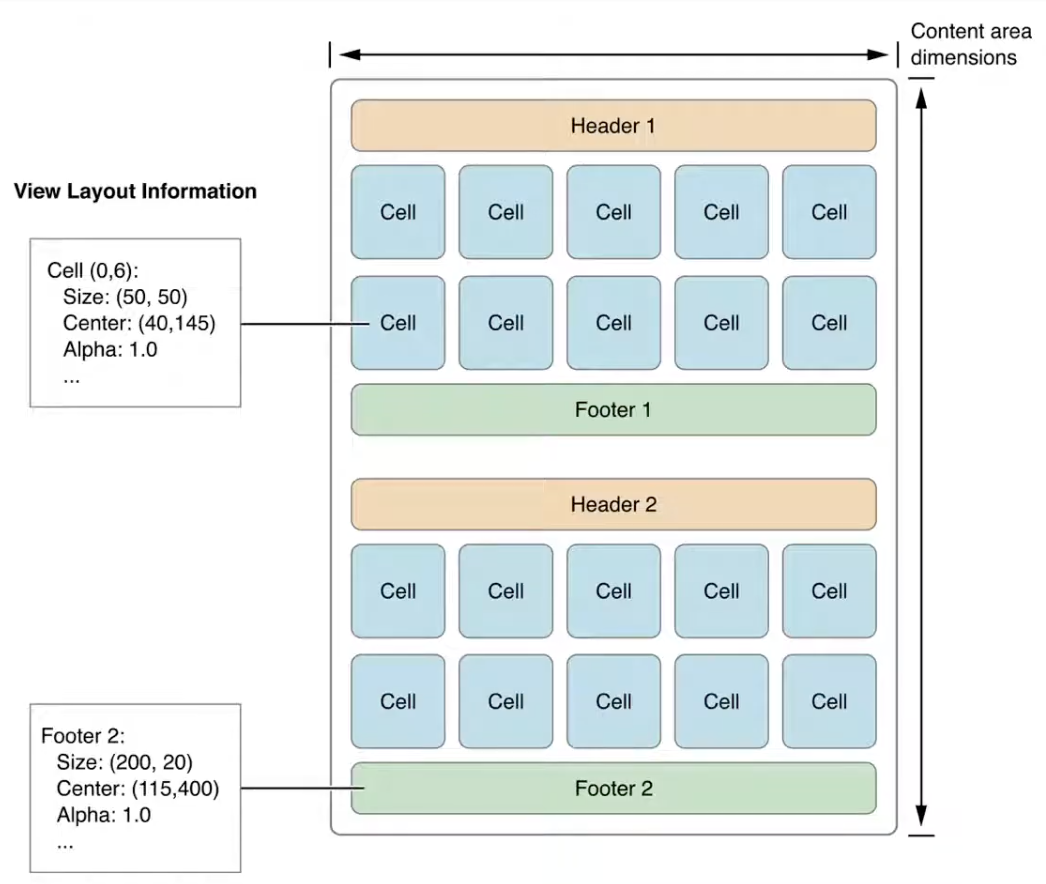 Content area
dimensions
Header 1
View Layout Information
Cell Cell Cell Cell Cell
Cell (0,6):
Size: (50, 50)
Center: (40,145)
Alpha: 1.0
...
Cell Cell Cell Cell Cell
Footer 1
Header 2
Cell Cell Cell Cell Cell
Cell Cell Cell Cell Cell
Footer 2:
Size: (200, 20)
Center: (115,400)
Alpha: 1.0
...
Footer 2